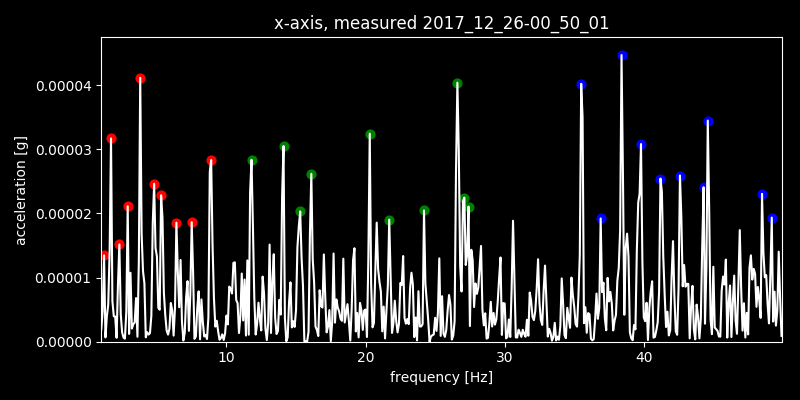 x-axis, measured 2017_12_26-00_50_01
acceleration [g]
0.00004
0.00003
0.00002
0.00001
0.00000
10 20 30 40
frequency [Hz]